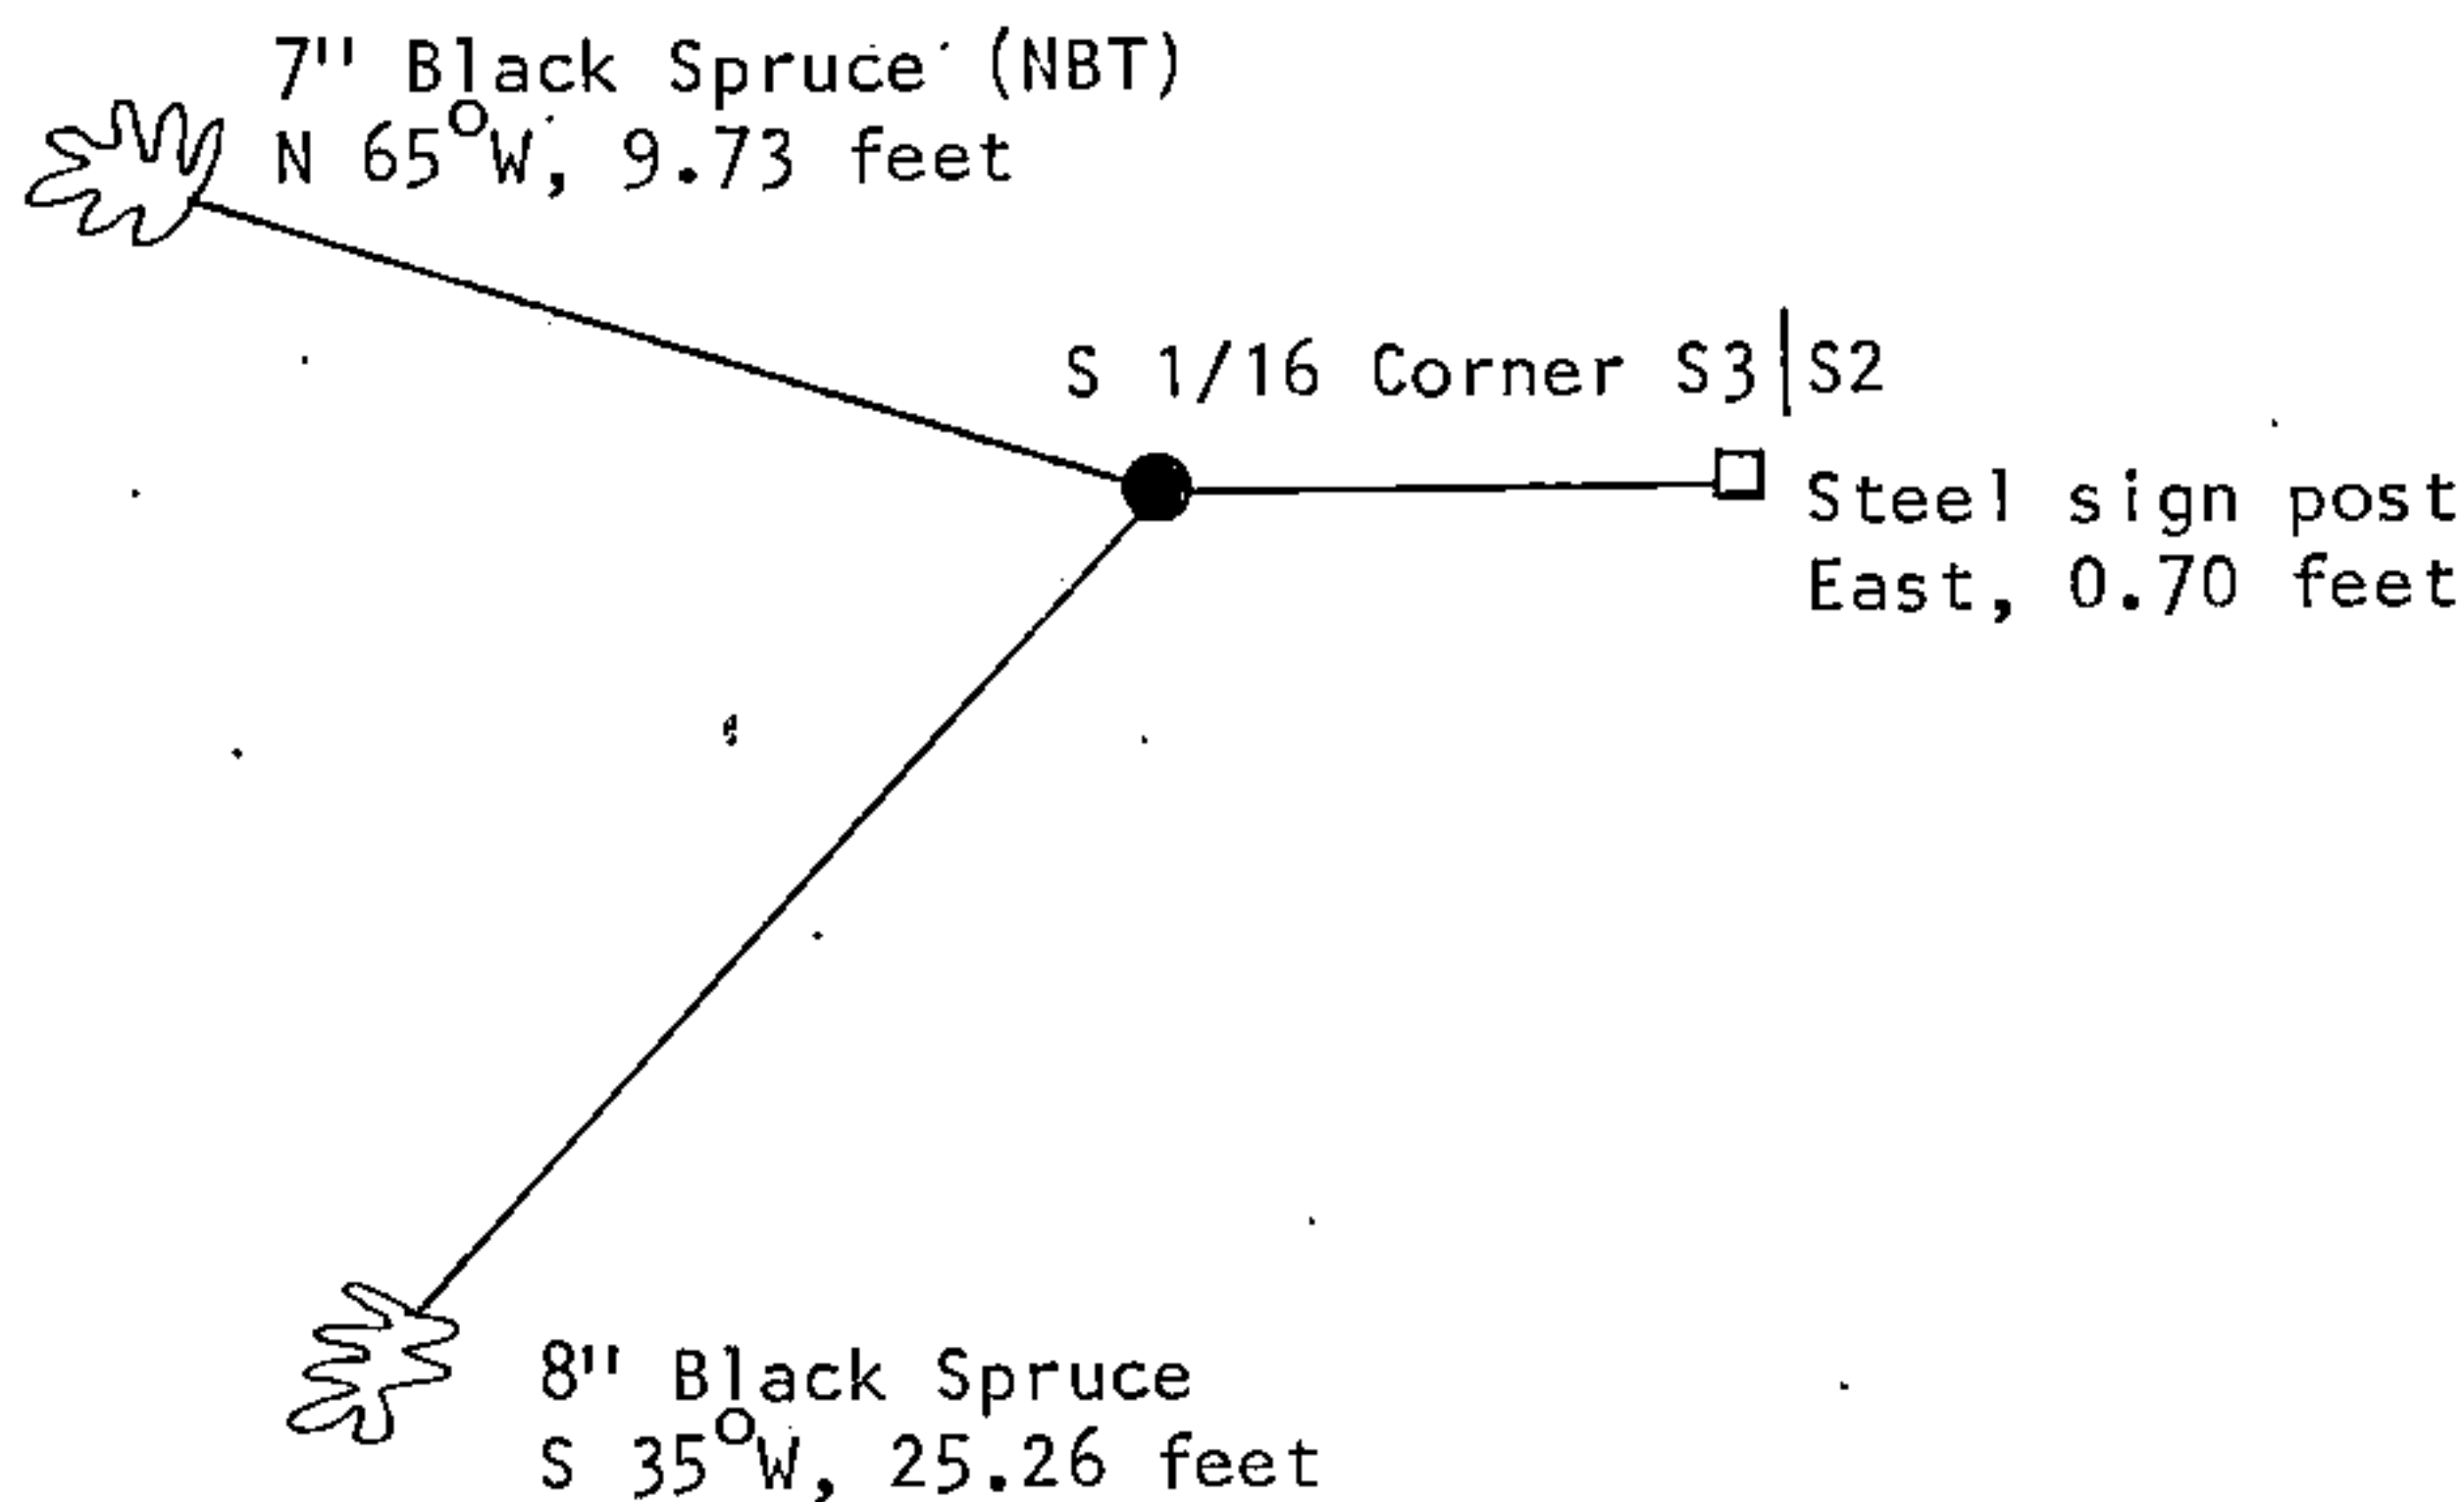 7" Black Spruce (NBT)
N 65°W, 9.73 feet
S 1/16 Corner S3|S2
Steel sign post
East, 0.70 feet
8" Black Spruce
S 35°W, 25.26 feet